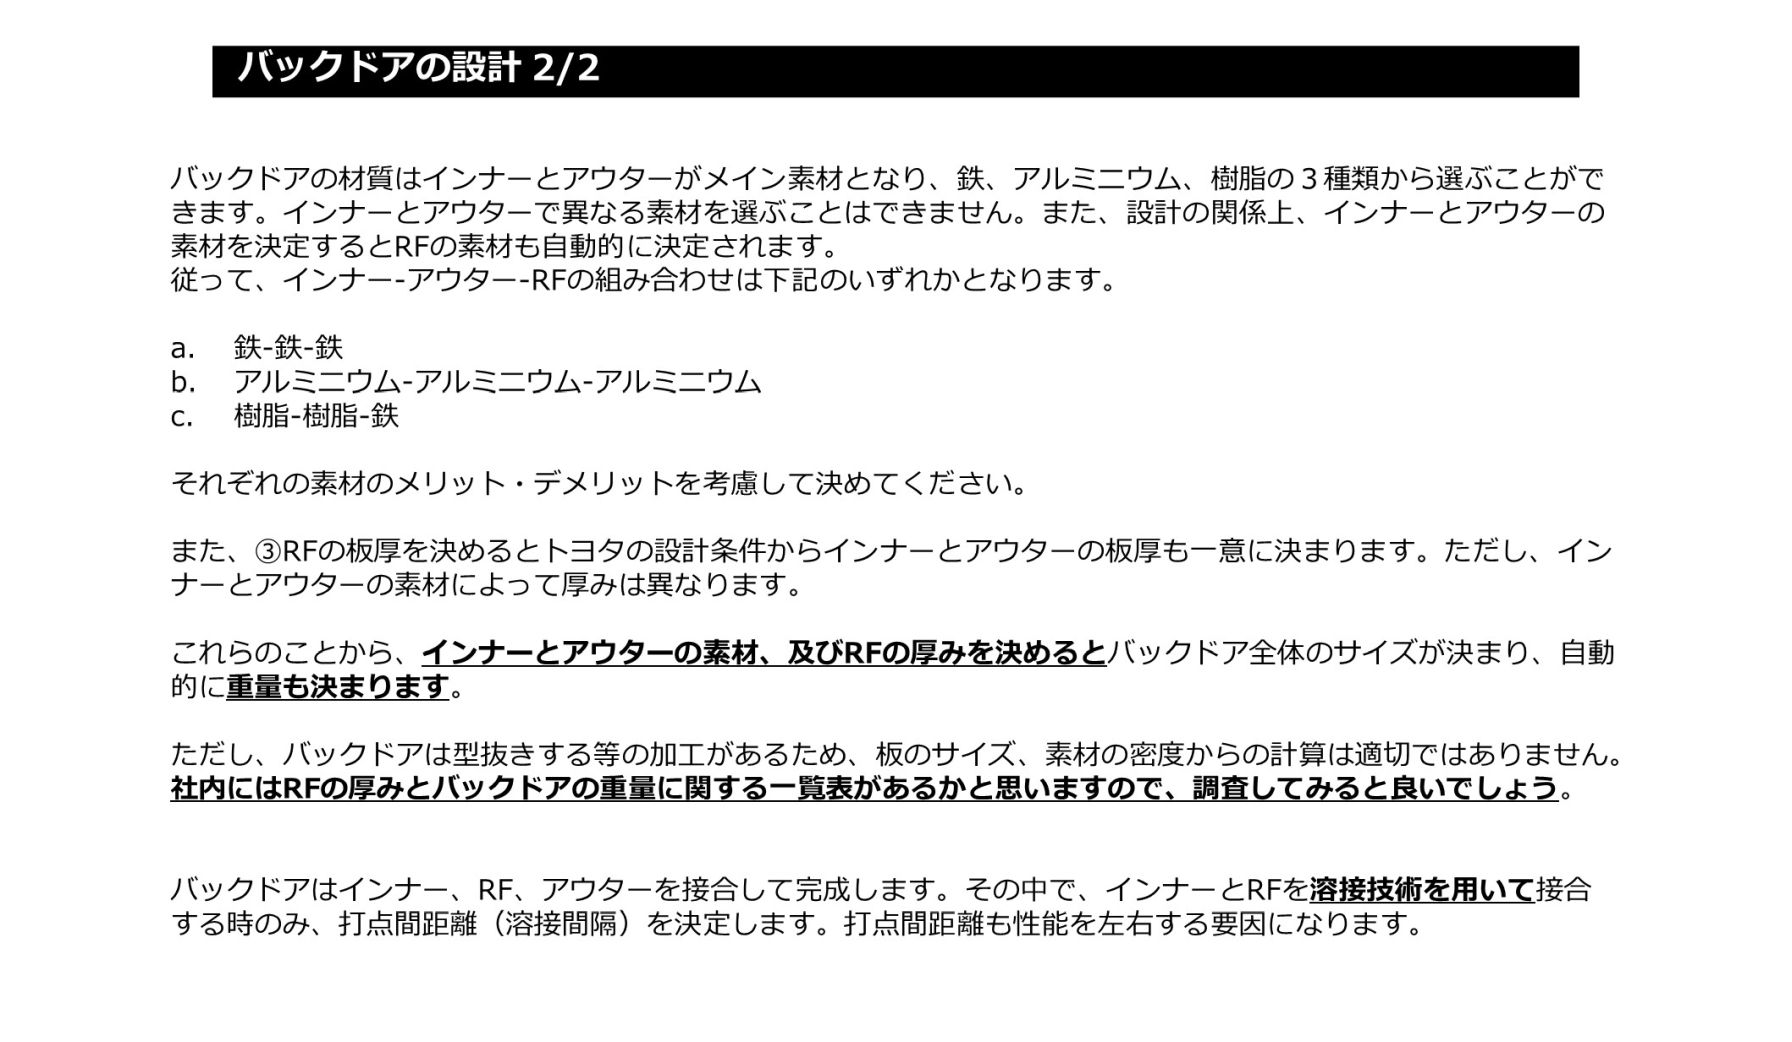 バックドアの設計 2/2
バックドアの材質はインナーとアウターがメイン素材となり、鉄、アルミニウム、樹脂の３種類から選ぶことがで
きます。インナーとアウターで異なる素材を選ぶことはできません。また、設計の関係上、インナーとアウターの
素材を決定するとRFの素材も自動的に決定されます。
従って、インナー-アウター-RFの組み合わせは下記のいずれかとなります。
a. 鉄-鉄-鉄
b. アルミニウム-アルミニウム-アルミニウム
c. 樹脂-樹脂-鉄
それぞれの素材のメリット・デメリットを考慮して決めてください。
また、③RFの板厚を決めるとトヨタの設計条件からインナーとアウターの板厚も一意に決まります。ただし、イン
ナーとアウターの素材によって厚みは異なります。
これらのことから、インナーとアウターの素材、及びRFの厚みを決めるとバックドア全体のサイズが決まり、自動
的に重量も決まります。
ただし、バックドアは型抜きする等の加工があるため、板のサイズ、素材の密度からの計算は適切ではありません。
社内にはRFの厚みとバックドアの重量に関する一覧表があるかと思いますので、調査してみると良いでしょう。
バックドアはインナー、RF、アウターを接合して完成します。その中で、インナーとRFを溶接技術を用いて接合
する時のみ、打点間距離（溶接間隔）を決定します。打点間距離も性能を左右する要因になります。